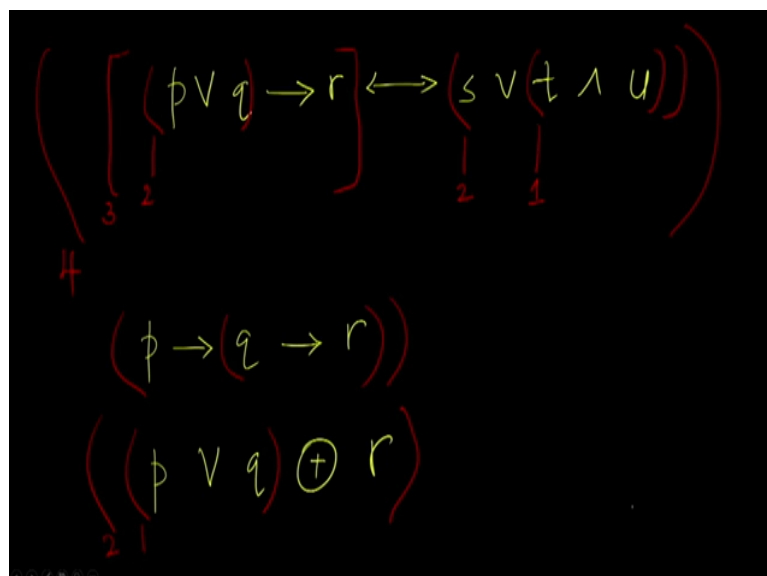 ([(p ∨ q) → r] ↔ (s ∨ (t ∧ u)))
3 2 2 1
4
(p → (q → r))
((p ∨ q) ⊕ r)
2 1